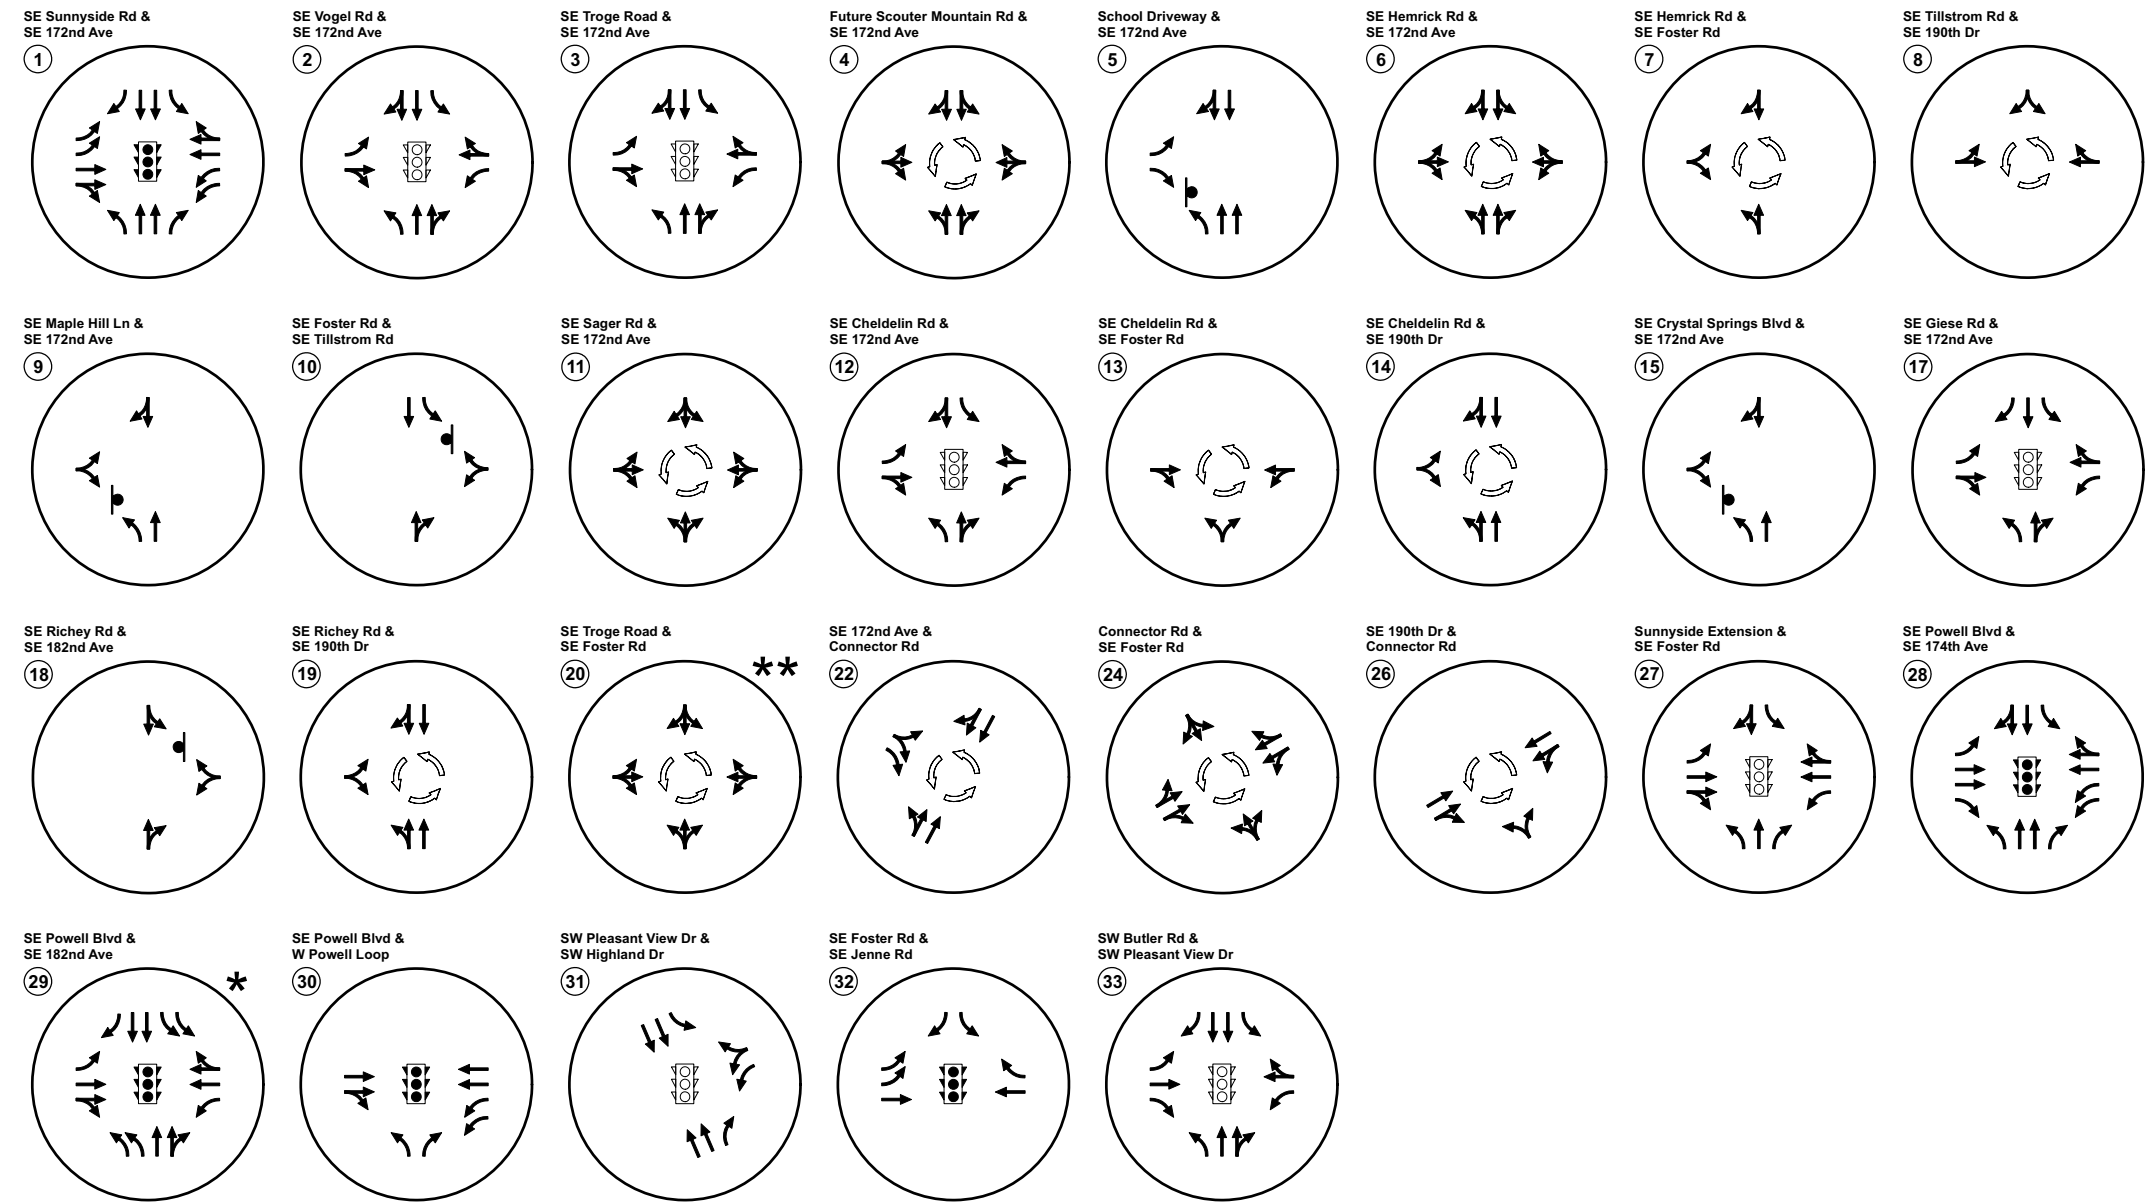 SE Sunnyside Rd &
SE 172nd Ave
1
SE Vogel Rd &
SE 172nd Ave
2
SE Troge Road &
SE 172nd Ave
3
Future Scouter Mountain Rd &
SE 172nd Ave
4
School Driveway &
SE 172nd Ave
5
SE Hemrick Rd &
SE 172nd Ave
6
SE Hemrick Rd &
SE Foster Rd
7
SE Tillstrom Rd &
SE 190th Dr
8
SE Maple Hill Ln &
SE 172nd Ave
9
SE Foster Rd &
SE Tillstrom Rd
10
SE Sager Rd &
SE 172nd Ave
11
SE Cheldelin Rd &
SE 172nd Ave
12
SE Cheldelin Rd &
SE Foster Rd
13
SE Cheldelin Rd &
SE 190th Dr
14
SE Crystal Springs Blvd &
SE 172nd Ave
15
SE Giese Rd &
SE 172nd Ave
17
SE Richey Rd &
SE 182nd Ave
18
SE Richey Rd &
SE 190th Dr
19
SE Troge Road &
SE Foster Rd
20
**
SE 172nd Ave &
Connector Rd
22
Connector Rd &
SE Foster Rd
24
SE 190th Dr &
Connector Rd
26
Sunnyside Extension &
SE Foster Rd
27
SE Powell Blvd &
SE 174th Ave
28
SE Powell Blvd &
SE 182nd Ave
29
*
SE Powell Blvd &
W Powell Loop
30
SW Pleasant View Dr &
SW Highland Dr
31
SE Foster Rd &
SE Jenne Rd
32
SW Butler Rd &
SW Pleasant View Dr
33